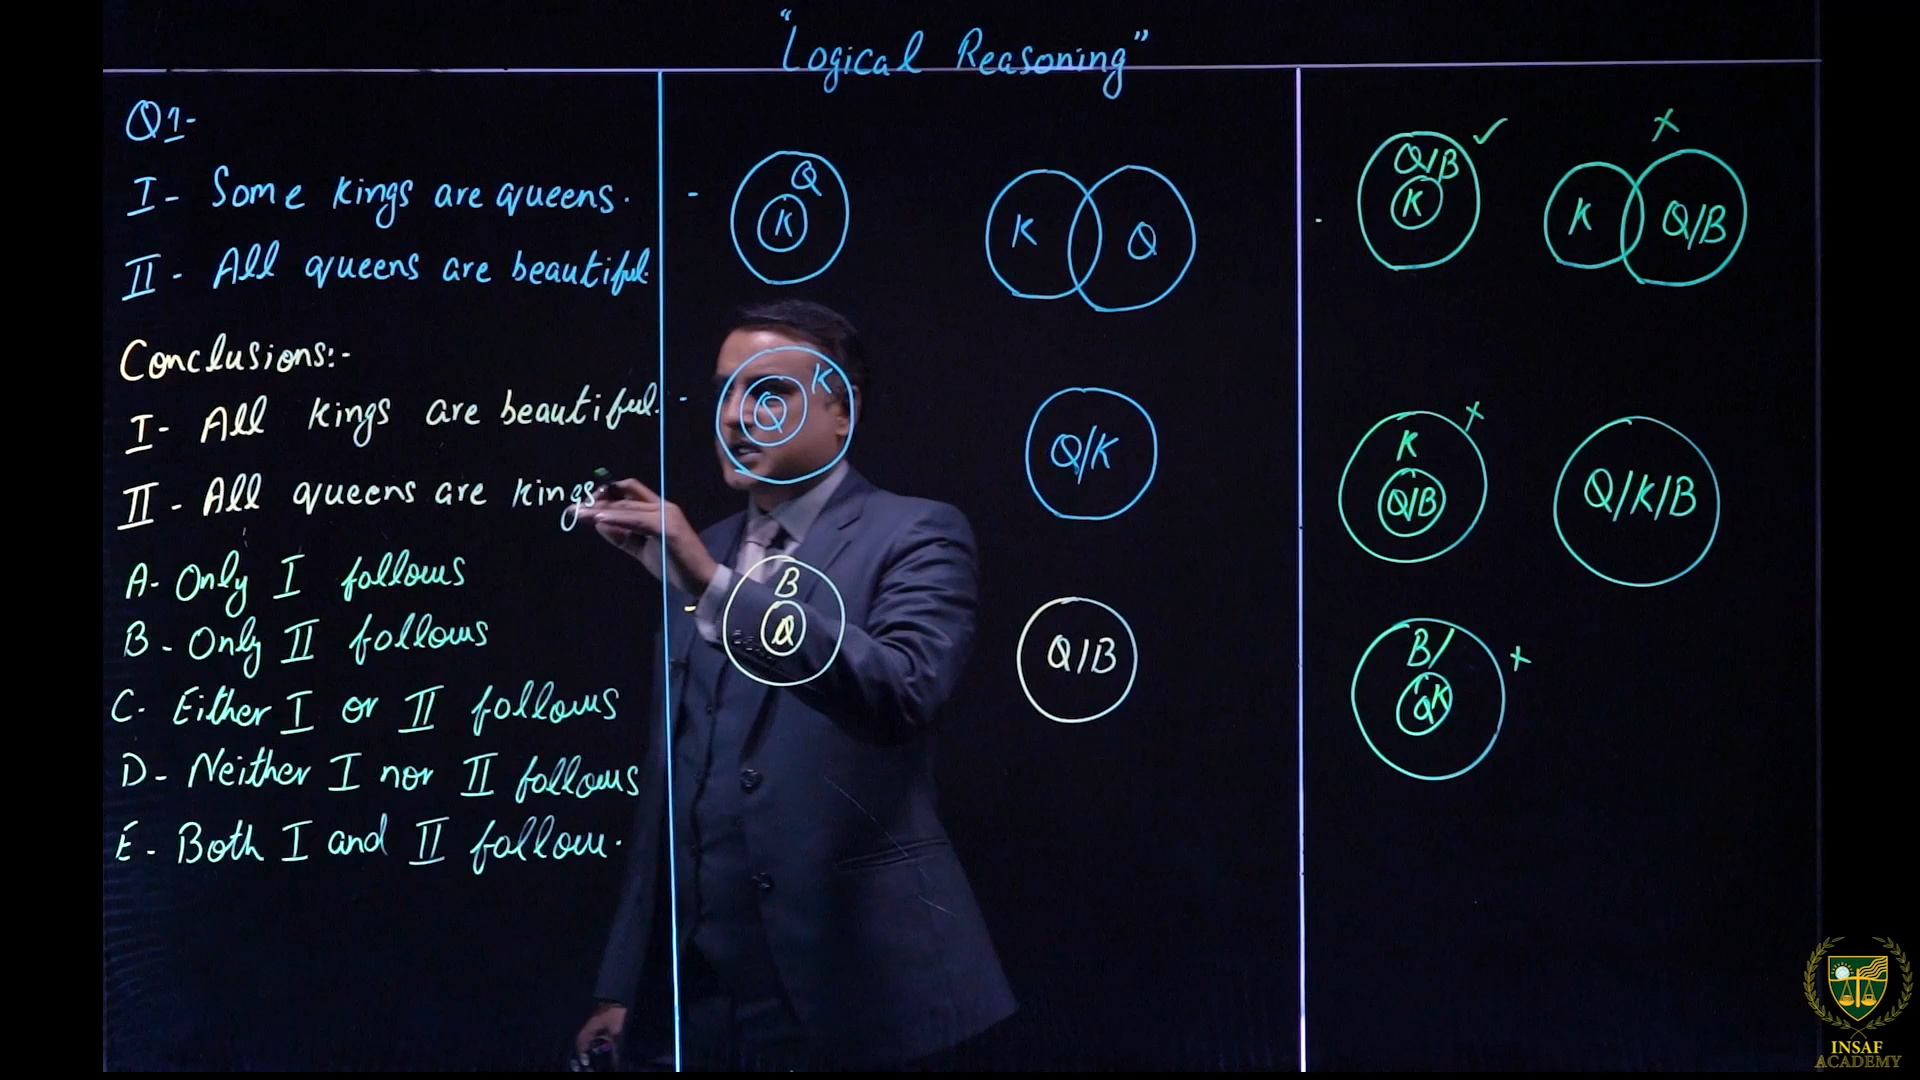 "Logical Reasoning"
Q1-
I- Some kings are queens.
II- All queens are beautiful.
Conclusions:-
I- All kings are beautiful.
II- All queens are kings
A- Only I follows
B- Only II follows
C- Either I or II follows
D- Neither I nor II follows
E- Both I and II follow.
Q
K
K
Q
K
Q
Q/K
B
Q
Q/B
Q/B
K
K
Q/B
K
Q/B
Q/K/B
B/
QK
INSAF
ACADEMY